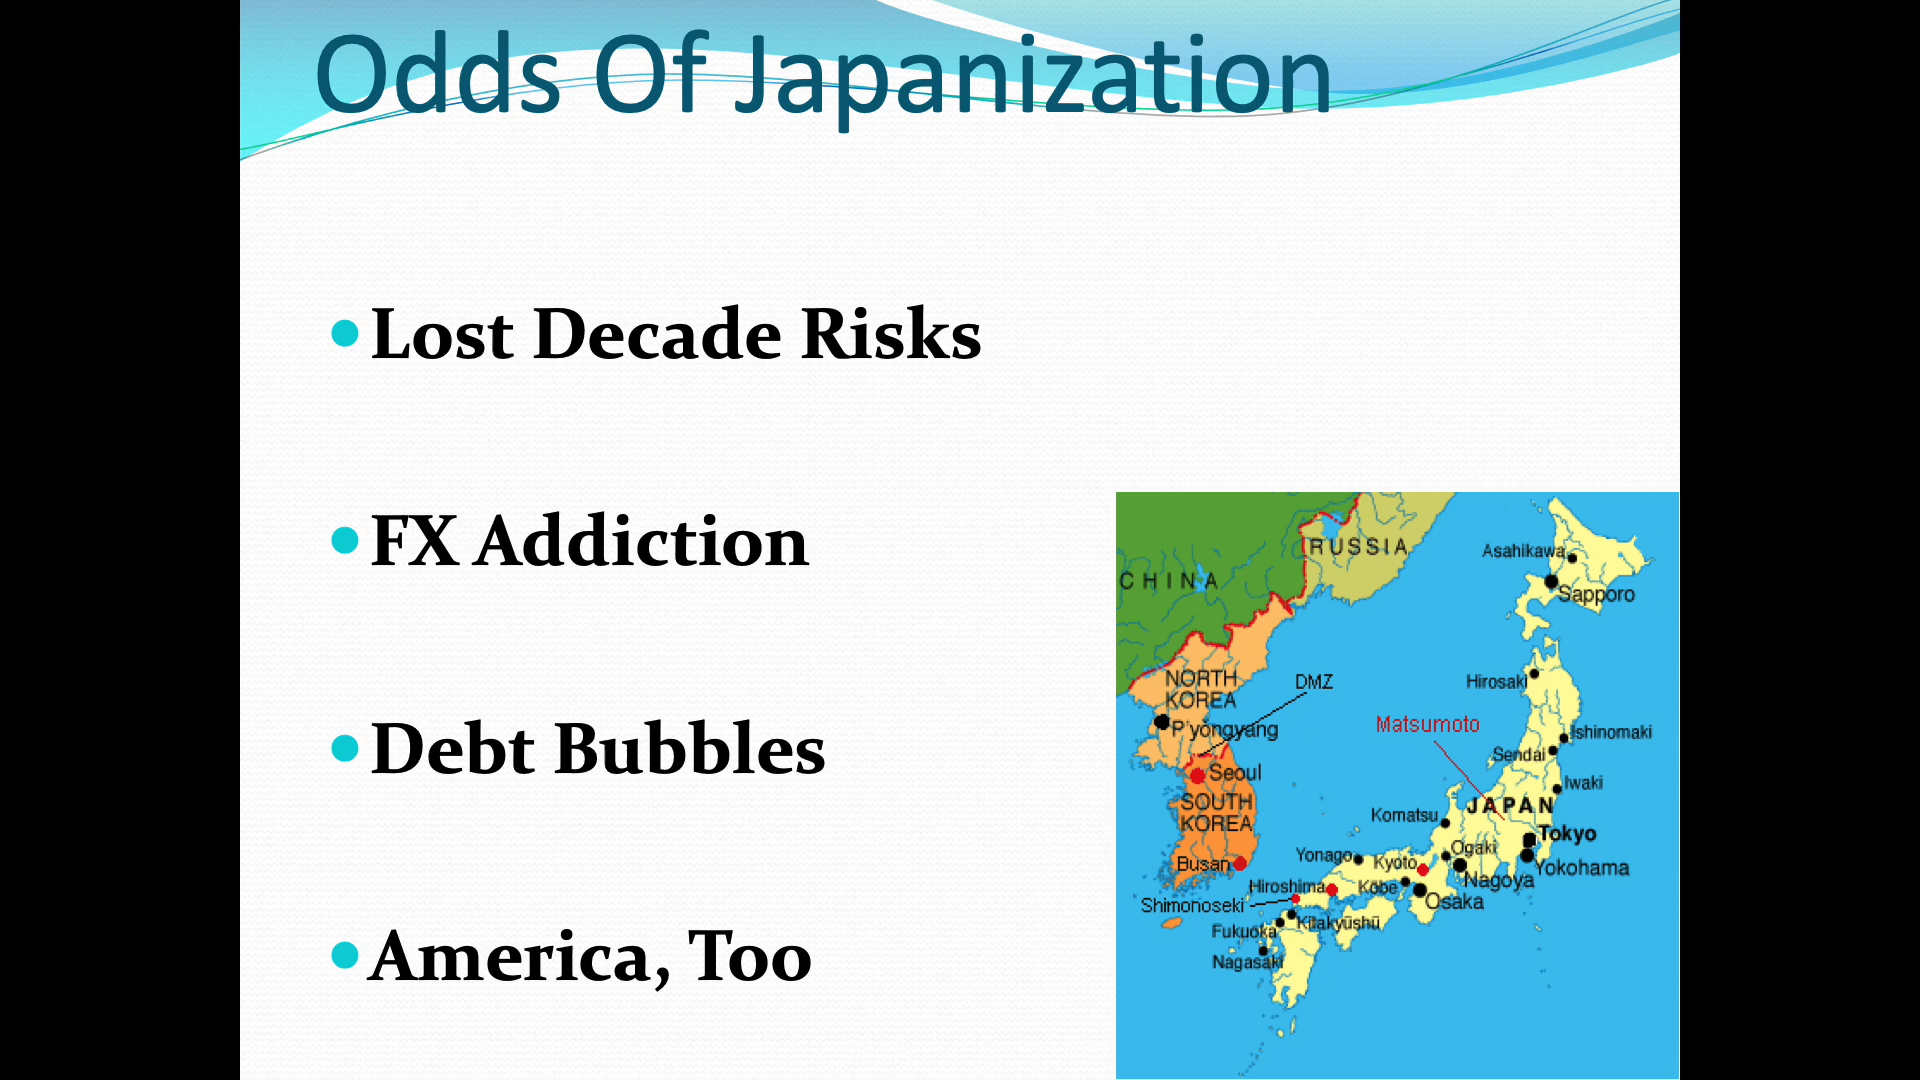 Odds Of Japanization
Lost Decade Risks
FX Addiction
Debt Bubbles
America, Too
RUSSIA
CHINA
Asahikawa
Sapporo
NORTH
KOREA
DMZ
Hirosaki
P'yongyang
Matsumoto
Ishinomaki
Sendai
Seoul
Iwaki
SOUTH
KOREA
JAPAN
Komatsu
Tokyo
Ogaki
Yonago
Kyoto
Busan
Yokohama
Nagoya
Hiroshima
Kobe
Osaka
Shimonoseki
Kitakyūshū
Fukuoka
Nagasaki